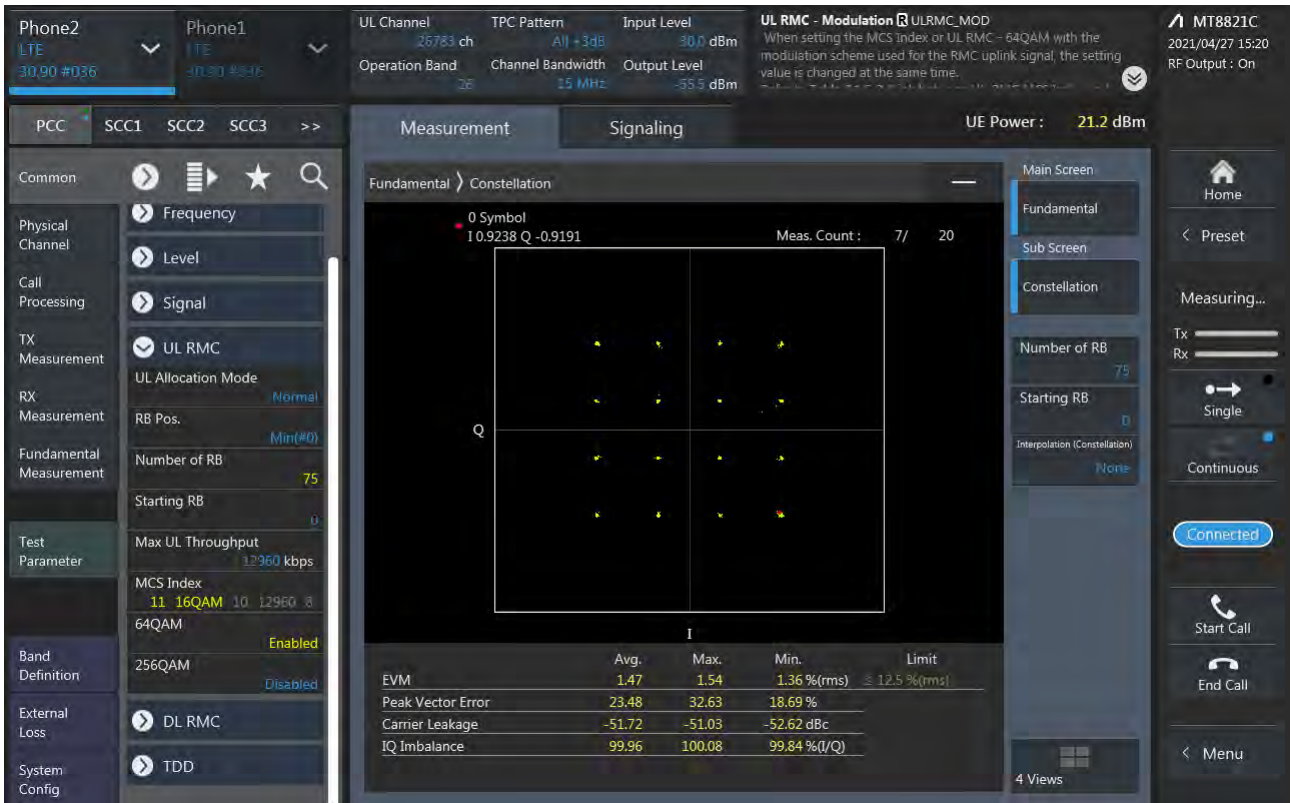 Phone2
LTE
30.90 #036
Phone1
LTE
30.90 #036
UL Channel
26783 ch
TPC Pattern
All +3dB
Input Level
30.0 dBm
Operation Band
26
Channel Bandwidth
15 MHz
Output Level
-55.5 dBm
UL RMC - Modulation R ULRMC_MOD
When setting the MCS Index or UL RMC – 64QAM with the
modulation scheme used for the RMC uplink signal, the setting
value is changed at the same time.
MT8821C
2021/04/27 15:20
RF Output : On
PCC SCC1 SCC2 SCC3 >>
Measurement
Signaling
UE Power : 21.2 dBm
Common
Physical
Channel
Call
Processing
TX
Measurement
RX
Measurement
Fundamental
Measurement
Test
Parameter
Band
Definition
External
Loss
System
Config
Frequency
Level
Signal
UL RMC
UL Allocation Mode
Normal
RB Pos.
Min(#0)
Number of RB
75
Starting RB
0
Max UL Throughput
12960 kbps
MCS Index
11 16QAM 10 12960 8
64QAM
Enabled
256QAM
Disabled
DL RMC
TDD
Fundamental 〉Constellation
0 Symbol
I 0.9238 Q -0.9191
Meas. Count : 7/ 20
Q
I
Avg. Max. Min. Limit
EVM 1.47 1.54 1.36 %(rms) ≤ 12.5 %(rms)
Peak Vector Error 23.48 32.63 18.69 %
Carrier Leakage -51.72 -51.03 -52.62 dBc
IQ Imbalance 99.96 100.08 99.84 %(I/Q)
Main Screen
Fundamental
Sub Screen
Constellation
Number of RB
75
Starting RB
0
Interpolation (Constellation)
None
4 Views
Home
< Preset
Measuring...
Tx
Rx
Single
Continuous
Connected
Start Call
End Call
< Menu